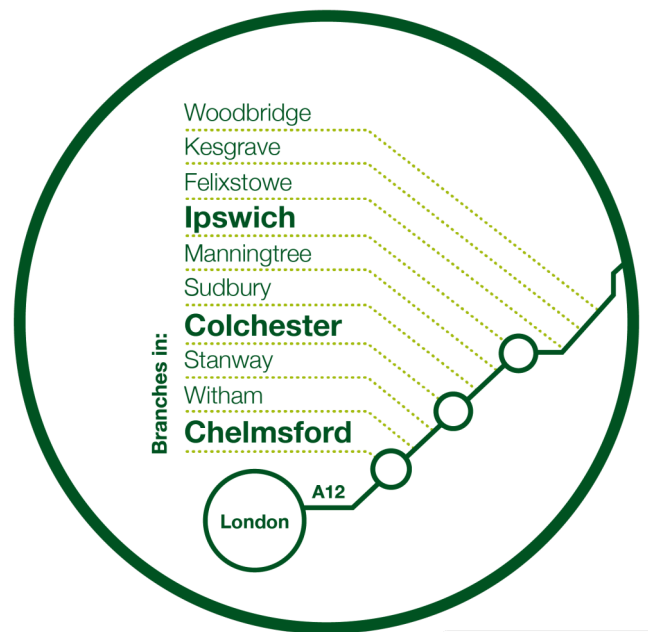 Woodbridge
Kesgrave
Felixstowe
Ipswich
Manningtree
Sudbury
Colchester
Stanway
Witham
Chelmsford
Branches in:
A12
London